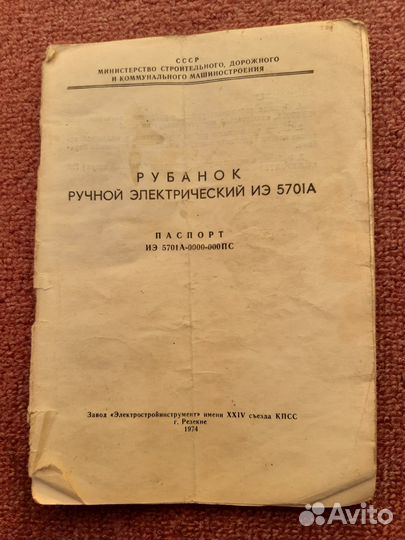 СССР
МИНИСТЕРСТВО СТРОИТЕЛЬНОГО, ДОРОЖНОГО
И КОММУНАЛЬНОГО МАШИНОСТРОЕНИЯ
РУБАНОК
РУЧНОЙ ЭЛЕКТРИЧЕСКИЙ ИЭ 5701А
ПАСПОРТ
ИЭ 5701А-0000-000ПС
Завод «Электростройинструмент» имени XXIV съезда КПСС
г. Резекне
1974
Avito